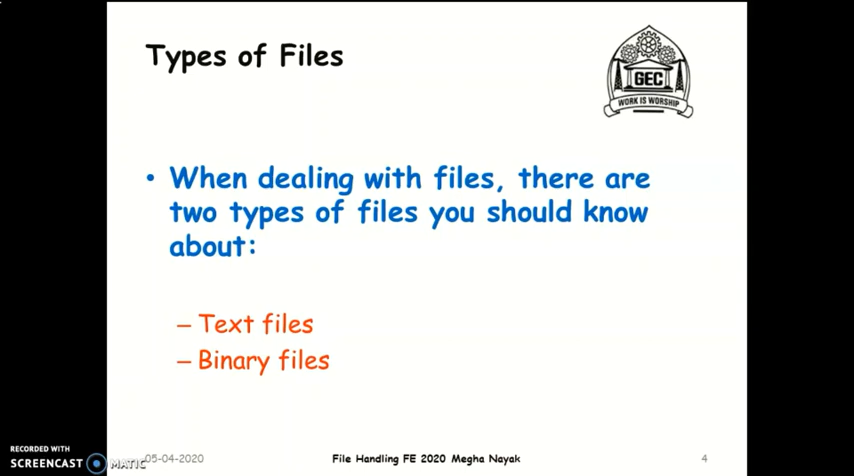 Types of Files
GEC
WORK IS WORSHIP
• When dealing with files, there are
two types of files you should know
about:
– Text files
– Binary files
RECORDED WITH
SCREENCAST MATIC
05-04-2020
File Handling FE 2020 Megha Nayak
4